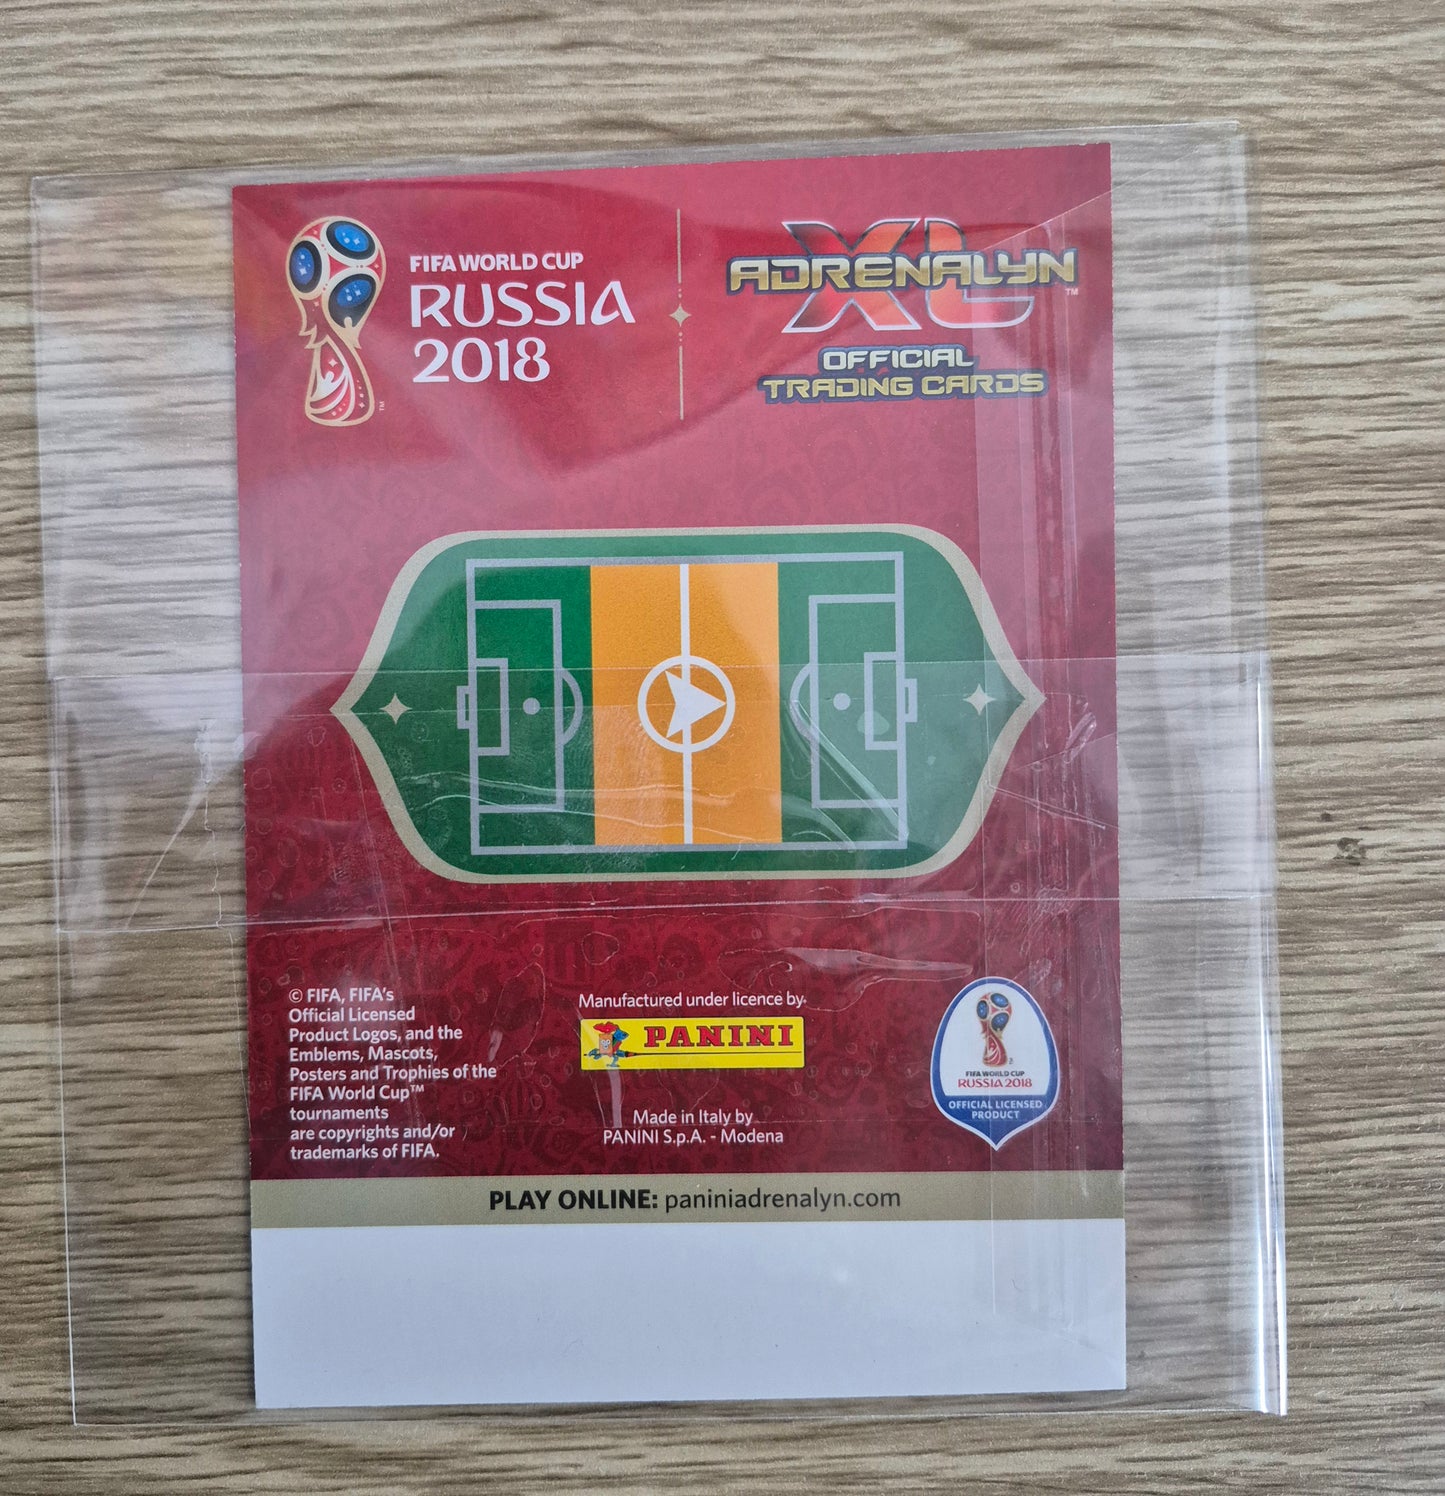 FIFA WORLD CUP
RUSSIA
2018
TM
XL
ADRENALYN
TM
OFFICIAL
TRADING CARDS
© FIFA, FIFA's
Official Licensed
Product Logos, and the
Emblems, Mascots,
Posters and Trophies of the
FIFA World Cup™
tournaments
are copyrights and/or
trademarks of FIFA.
Manufactured under licence by
PANINI
Made in Italy by
PANINI S.p.A. - Modena
FIFA WORLD CUP
RUSSIA 2018
OFFICIAL LICENSED
PRODUCT
PLAY ONLINE: paniniadrenalyn.com